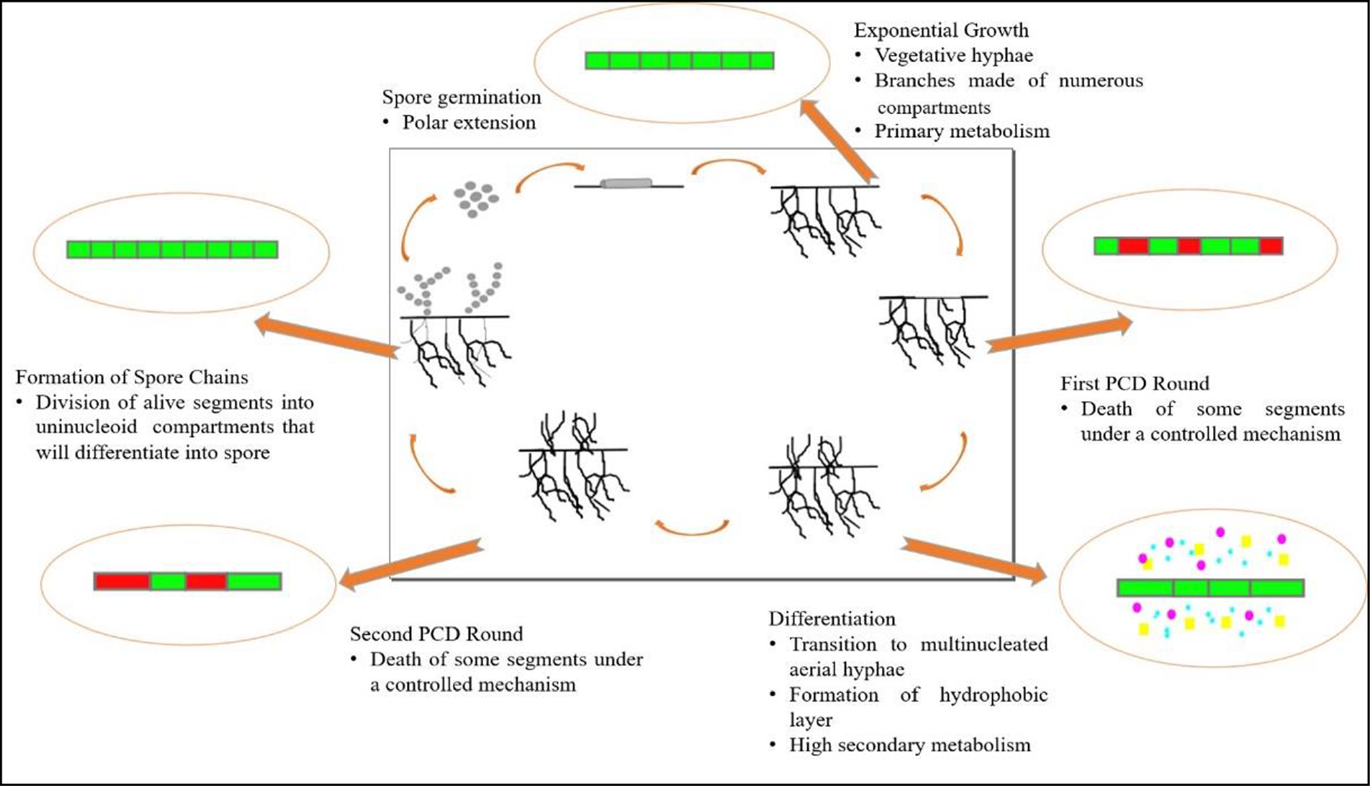 Exponential Growth
• Vegetative hyphae
• Branches made of numerous
compartments
• Primary metabolism
Spore germination
• Polar extension
Formation of Spore Chains
• Division of alive segments into
uninucleoid compartments that
will differentiate into spore
First PCD Round
• Death of some segments
under a controlled mechanism
Second PCD Round
• Death of some segments under
a controlled mechanism
Differentiation
• Transition to multinucleated
aerial hyphae
• Formation of hydrophobic
layer
• High secondary metabolism